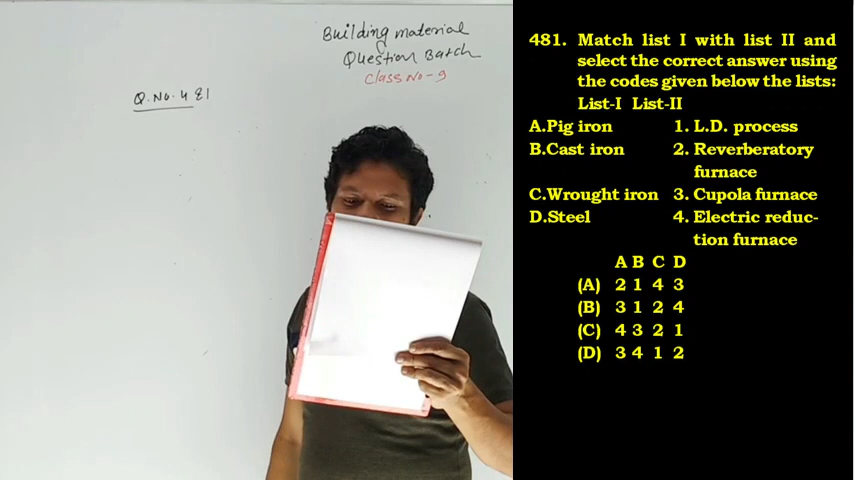 Building material
Question Batch
Class No-9
Q.No.481
481. Match list I with list II and
select the correct answer using
the codes given below the lists:
List-I List-II
A.Pig iron 1. L.D. process
B.Cast iron 2. Reverberatory
furnace
C.Wrought iron 3. Cupola furnace
D.Steel 4. Electric reduc-
tion furnace
A B C D
(A) 2 1 4 3
(B) 3 1 2 4
(C) 4 3 2 1
(D) 3 4 1 2